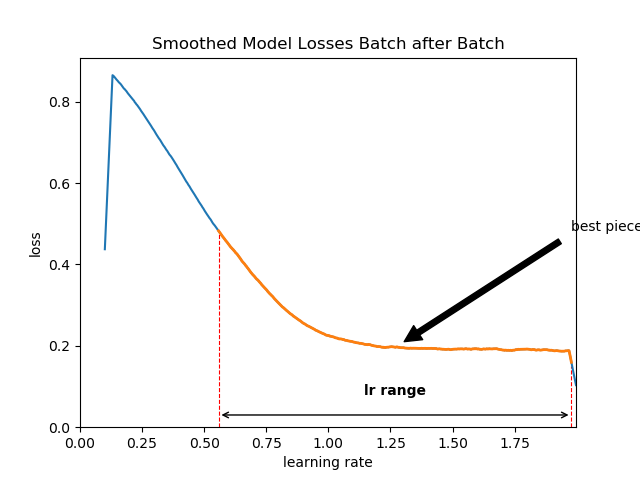 Smoothed Model Losses Batch after Batch
0.8
0.6
0.4
0.2
0.0
loss
best piece
lr range
0.00 0.25 0.50 0.75 1.00 1.25 1.50 1.75
learning rate